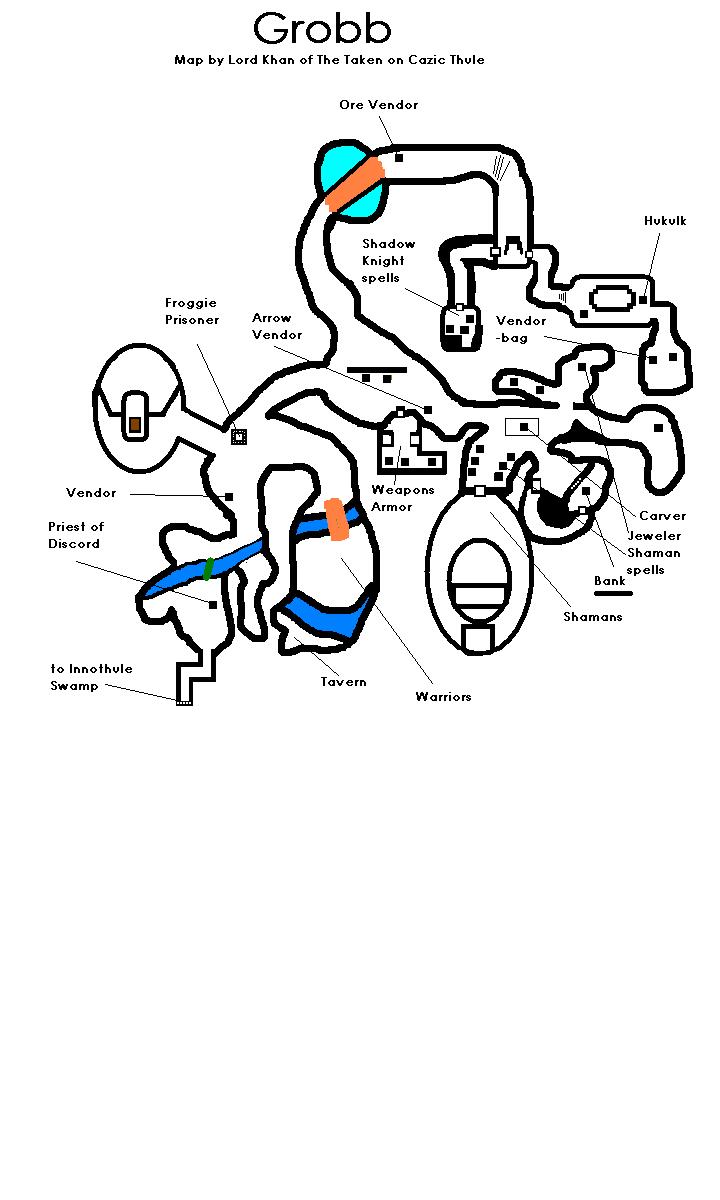 Grobb
Map by Lord Khan of The Taken on Cazic Thule
Ore Vendor
Hukulk
Shadow
Knight
spells
Froggie
Prisoner
Arrow
Vendor
Vendor
-bag
Vendor
Weapons
Armor
Priest of
Discord
Carver
Jeweler
Shaman
spells
Bank
Shamans
to Innothule
Swamp
Tavern
Warriors